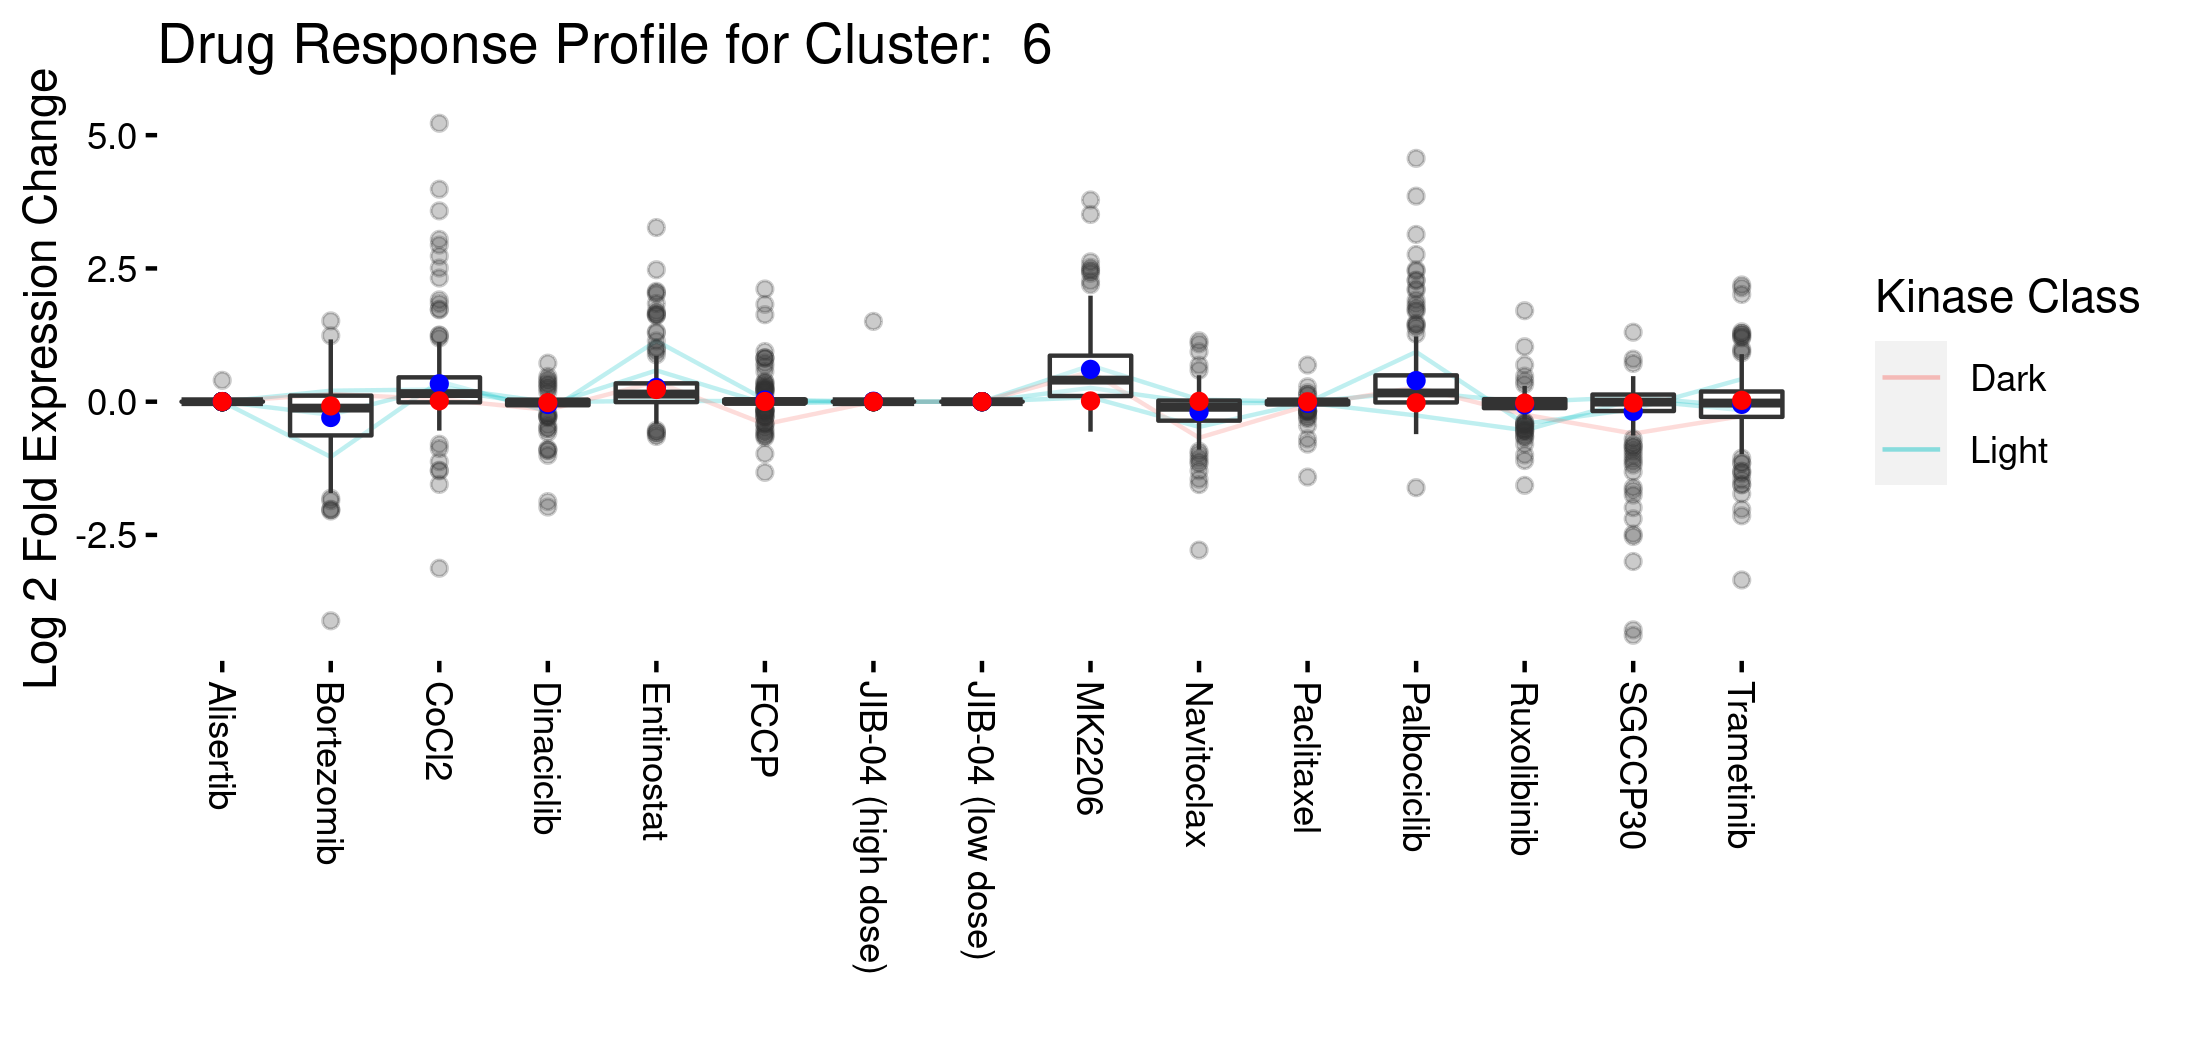 Drug Response Profile for Cluster:  6
Log 2 Fold Expression Change
5.0
2.5
0.0
-2.5
Alisertib
Bortezomib
CoCl2
Dinaciclib
Entinostat
FCCP
JIB-04 (high dose)
JIB-04 (low dose)
MK2206
Navitoclax
Paclitaxel
Palbociclib
Ruxolibinib
SGCCP30
Trametinib
Kinase Class
Dark
Light